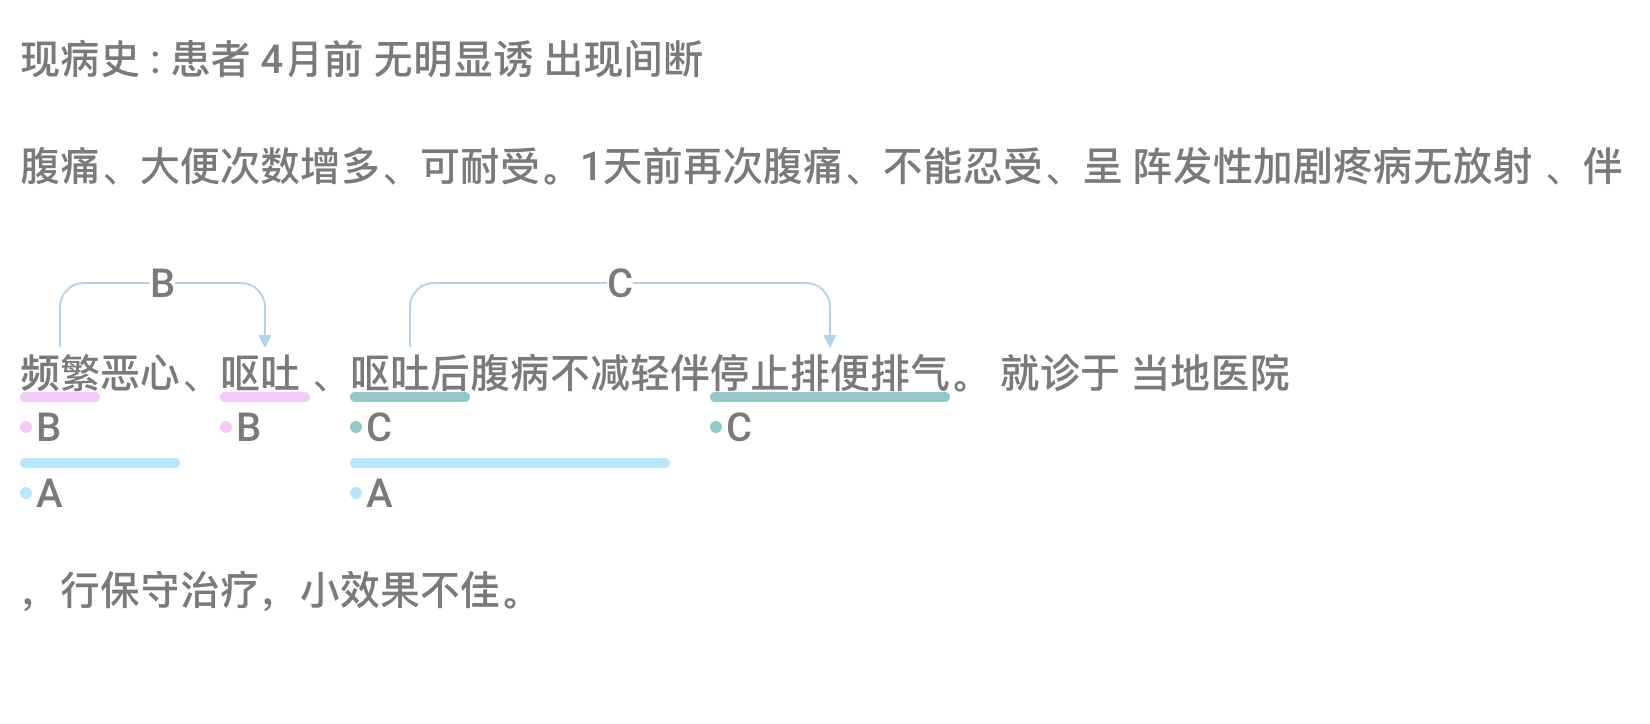 现病史 : 患者 4月前 无明显诱 出现间断
腹痛、大便次数增多、可耐受。1天前再次腹痛、不能忍受、呈 阵发性加剧疼病无放射 、伴
B C
频繁恶心、呕吐 、呕吐后腹病不减轻伴停止排便排气。 就诊于 当地医院
B B C C
A A
，行保守治疗，小效果不佳。